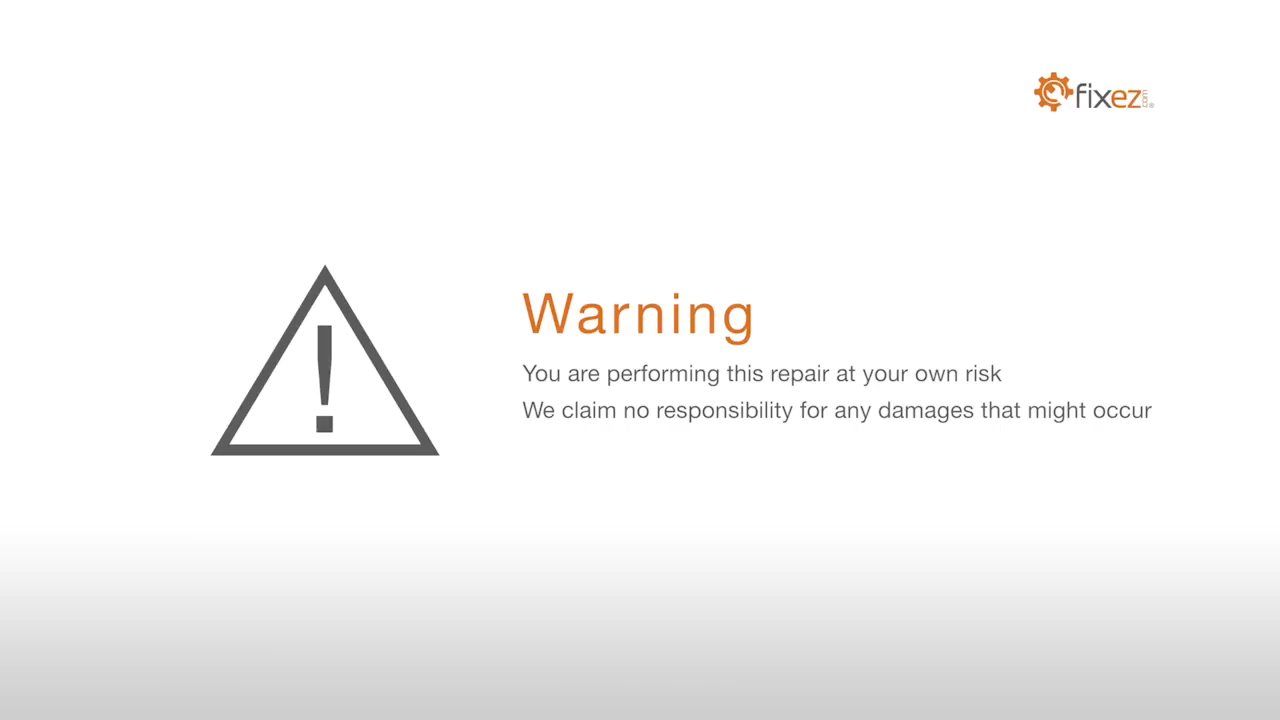 fixez.com®
Warning
You are performing this repair at your own risk
We claim no responsibility for any damages that might occur